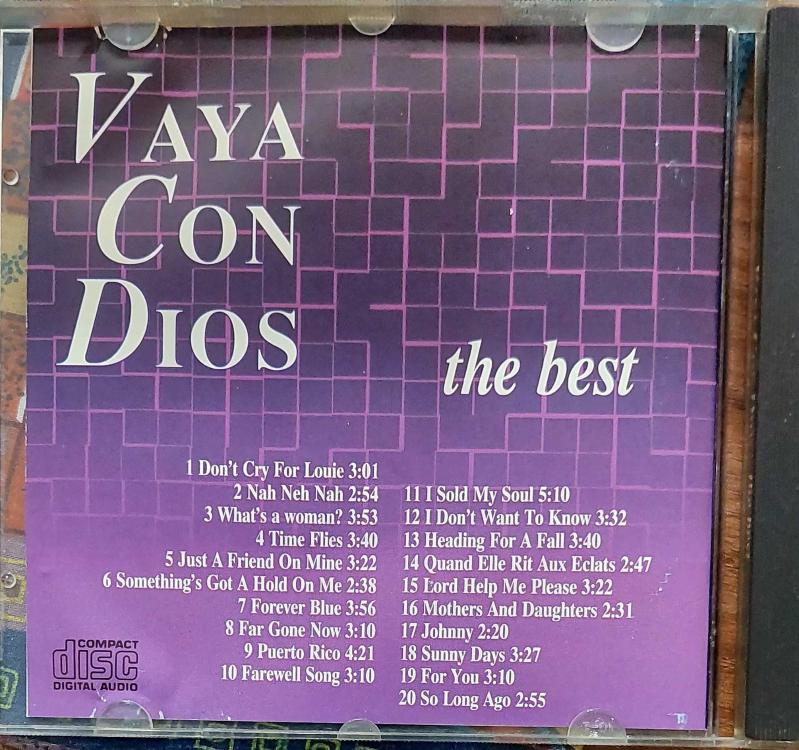 VAYA
CON
DIOS
the best
1 Don't Cry For Louie 3:01
2 Nah Neh Nah 2:54
3 What's a woman? 3:53
4 Time Flies 3:40
5 Just A Friend On Mine 3:22
6 Something's Got A Hold On Me 2:38
7 Forever Blue 3:56
8 Far Gone Now 3:10
9 Puerto Rico 4:21
10 Farewell Song 3:10
11 I Sold My Soul 5:10
12 I Don't Want To Know 3:32
13 Heading For A Fall 3:40
14 Quand Elle Rit Aux Eclats 2:47
15 Lord Help Me Please 3:22
16 Mothers And Daughters 2:31
17 Johnny 2:20
18 Sunny Days 3:27
19 For You 3:10
20 So Long Ago 2:55
COMPACT
disc
DIGITAL AUDIO